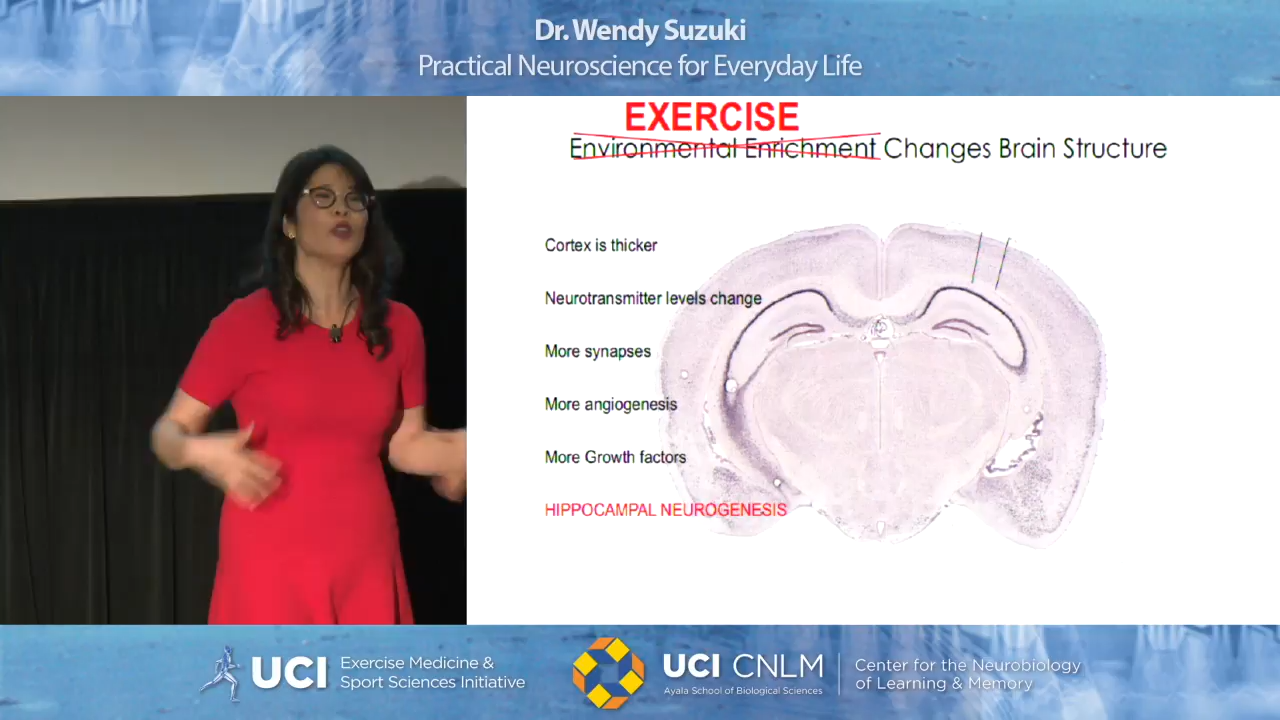 Dr. Wendy Suzuki
Practical Neuroscience for Everyday Life
EXERCISE
Environmental Enrichment Changes Brain Structure
Cortex is thicker
Neurotransmitter levels change
More synapses
More angiogenesis
More Growth factors
HIPPOCAMPAL NEUROGENESIS
UCI
Exercise Medicine &
Sport Sciences Initiative
UCI CNLM
Ayala School of Biological Sciences
Center for the Neurobiology
of Learning & Memory